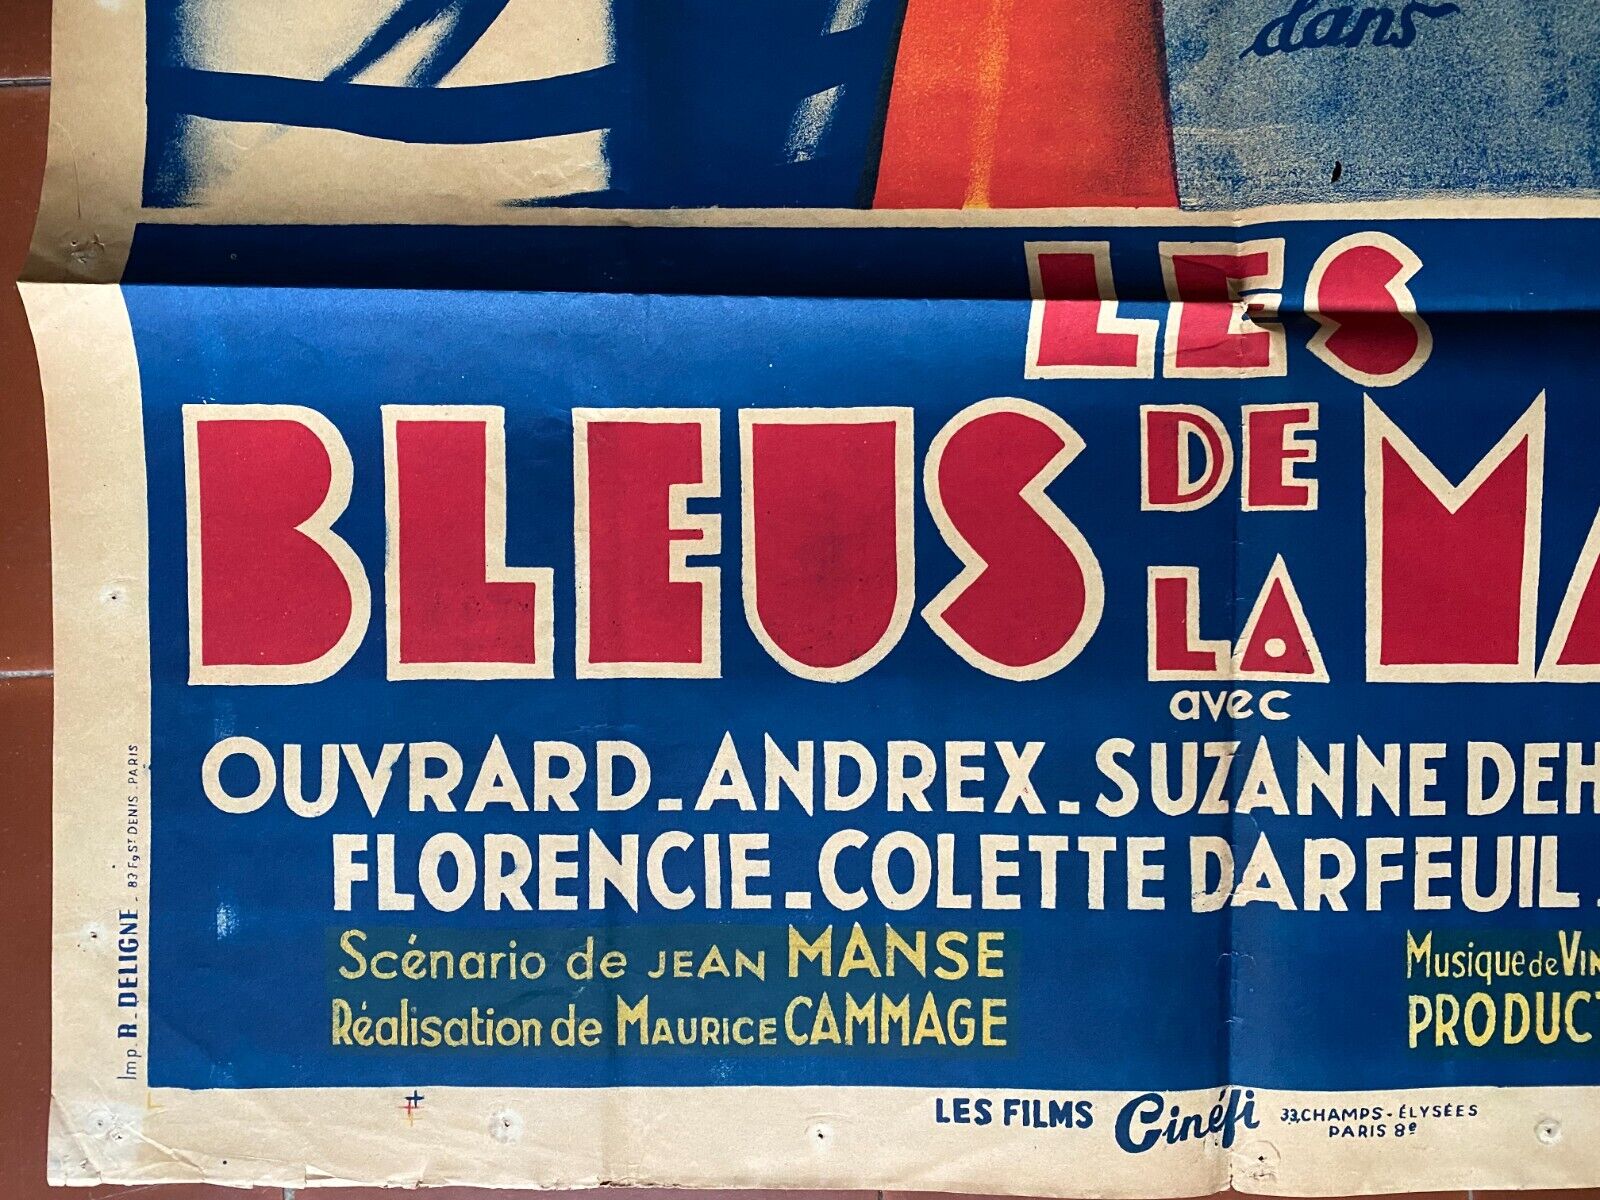 dans
LES
BLEUS DE LA MA
avec
OUVRARD_ANDREX_SUZANNE DEH
FLORENCIE_COLETTE DARFEUIL
Scénario de JEAN MANSE
Réalisation de MAURICE CAMMAGE
Musique de VIN
PRODUCT
Imp. R. DELIGNE _ 83 Fg St DENIS. PARIS
LES FILMS Cinéfi 33, CHAMPS-ÉLYSÉES
PARIS 8e